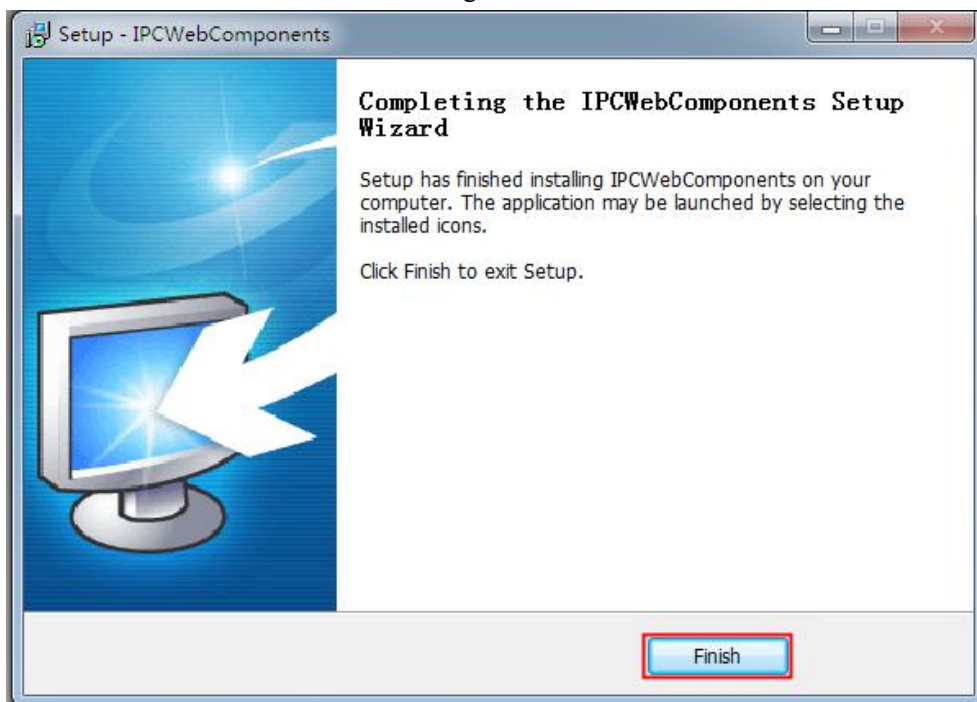 Setup - IPCWebComponents
Completing the IPCWebComponents Setup
Wizard
Setup has finished installing IPCWebComponents on your
computer. The application may be launched by selecting the
installed icons.
Click Finish to exit Setup.
Finish